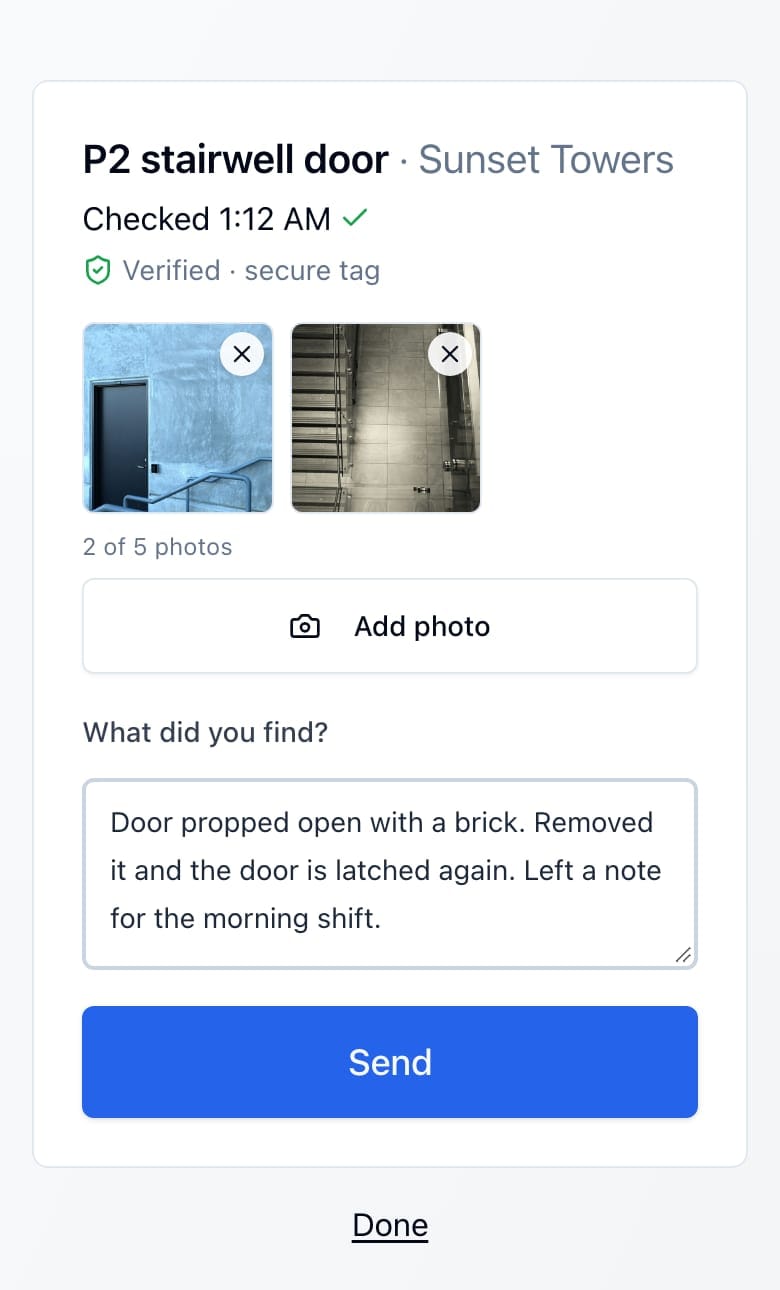 P2 stairwell door · Sunset Towers
Checked 1:12 AM
Verified · secure tag
2 of 5 photos
Add photo
What did you find?
Door propped open with a brick. Removed
it and the door is latched again. Left a note
for the morning shift.
Send
Done